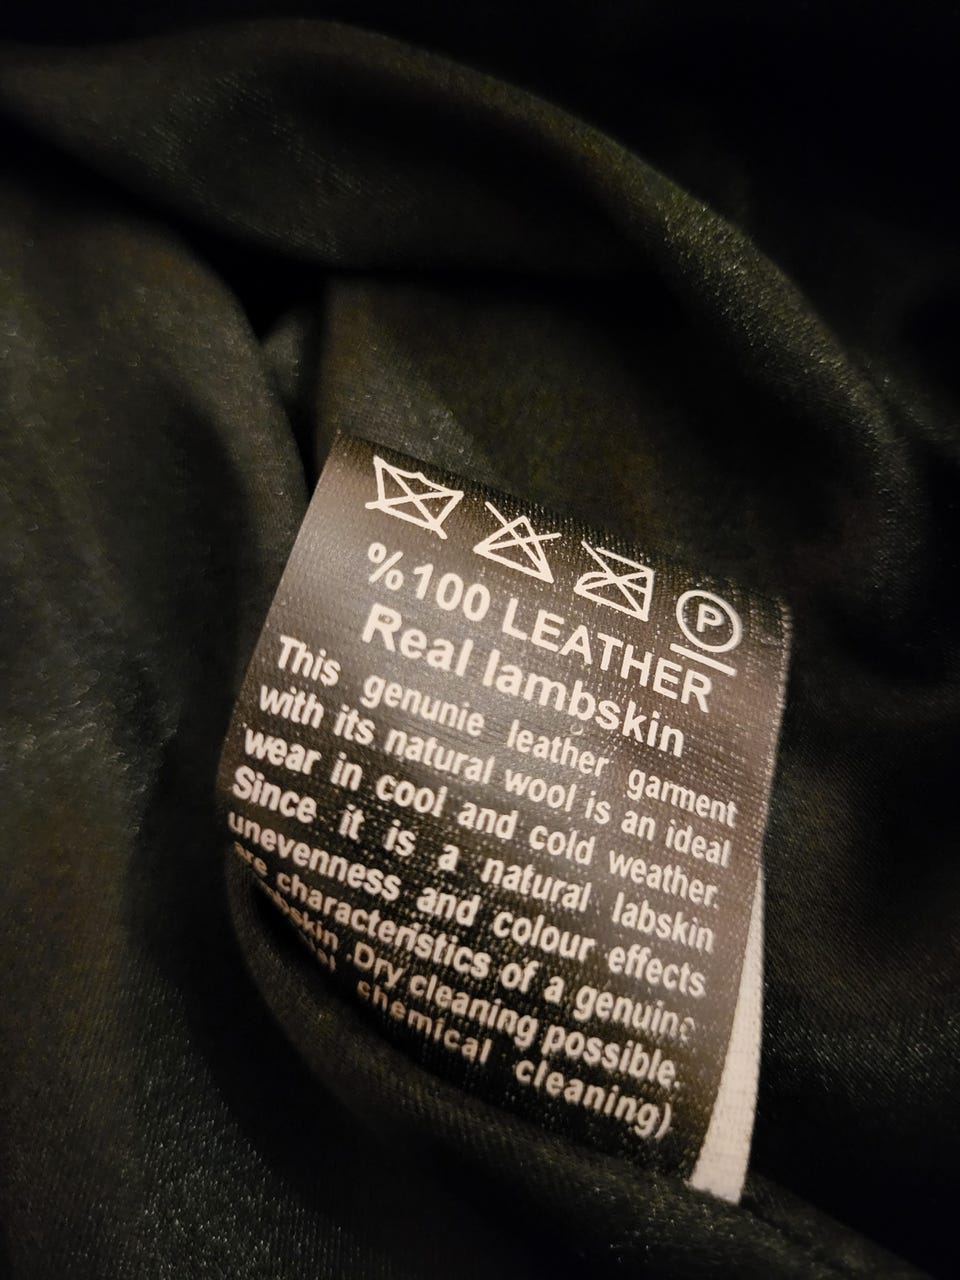 P
%100 LEATHER
Real lambskin
This genunie leather garment
with its natural wool is an ideal
wear in cool and cold weather.
Since it is a natural labskin
unevenness and colour effects
are characteristics of a genuine
Dry cleaning possible.
chemical cleaning)